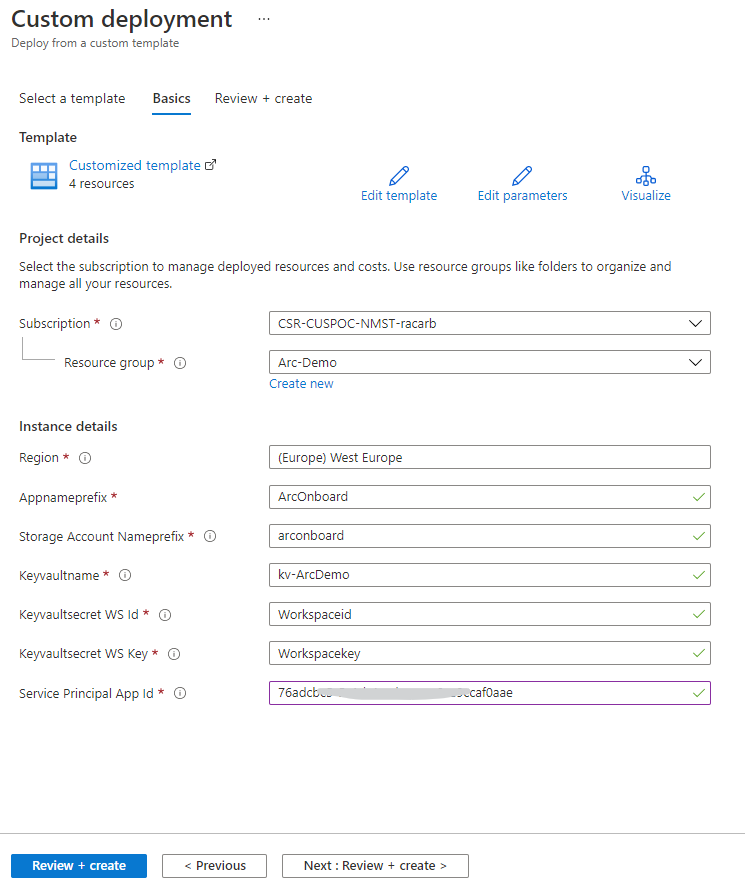 Custom deployment ...
Deploy from a custom template
Select a template Basics Review + create
Template
Customized template
4 resources
Edit template Edit parameters Visualize
Project details
Select the subscription to manage deployed resources and costs. Use resource groups like folders to organize and
manage all your resources.
Subscription * CSR-CUSPOC-NMST-racarb
Resource group * Arc-Demo
Create new
Instance details
Region * (Europe) West Europe
Appnameprefix * ArcOnboard
Storage Account Nameprefix * arconboard
Keyvaultname * kv-ArcDemo
Keyvaultsecret WS Id * Workspaceid
Keyvaultsecret WS Key * Workspacekey
Service Principal App Id *
Review + create < Previous Next : Review + create >